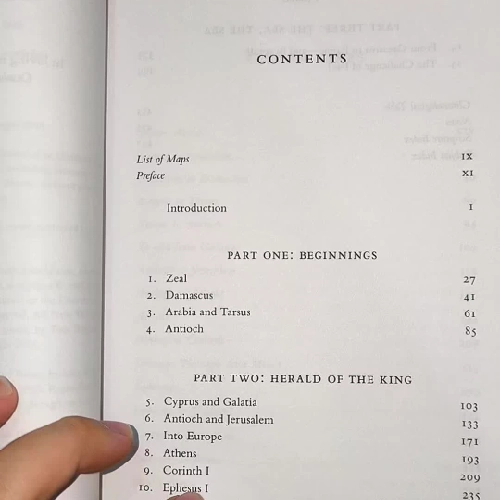 CONTENTS
List of Maps IX
Preface XI
Introduction I
PART ONE: BEGINNINGS
1. Zeal 27
2. Damascus 41
3. Arabia and Tarsus 61
4. Antioch 85
PART TWO: HERALD OF THE KING
5. Cyprus and Galatia 103
6. Antioch and Jerusalem 133
7. Into Europe 171
8. Athens 193
9. Corinth I 209
10. Ephesus I 235